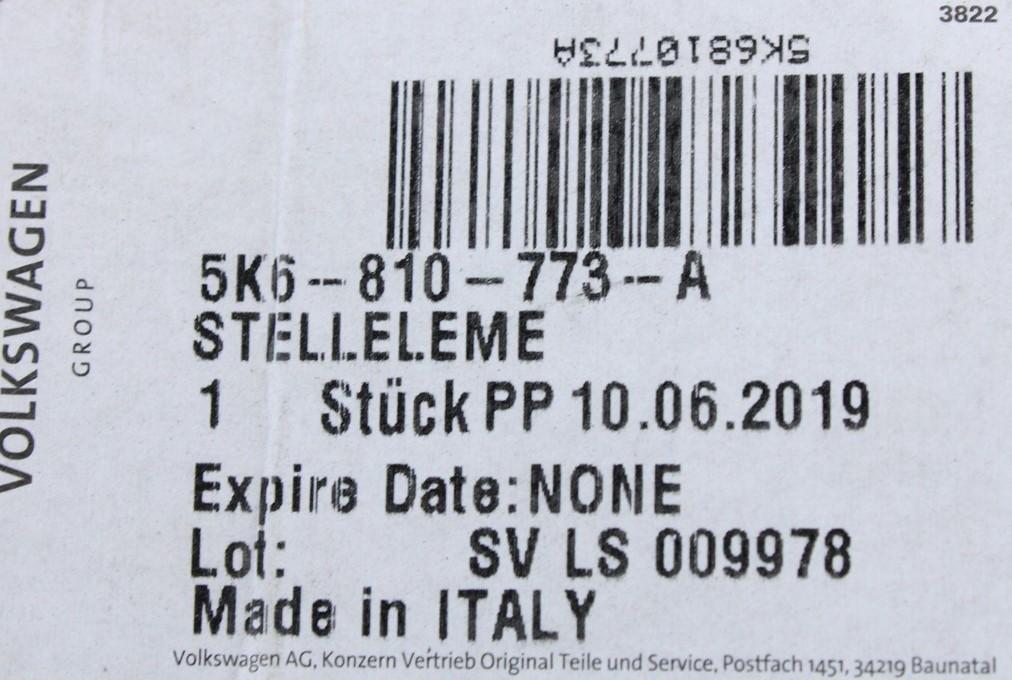 3822
5K6810773A
VOLKSWAGEN
GROUP
5K6-810-773-A
STELLELEME
1 Stück PP 10.06.2019
Expire Date:NONE
Lot: SV LS 009978
Made in ITALY
Volkswagen AG, Konzern Vertrieb Original Teile und Service, Postfach 1451, 34219 Baunatal